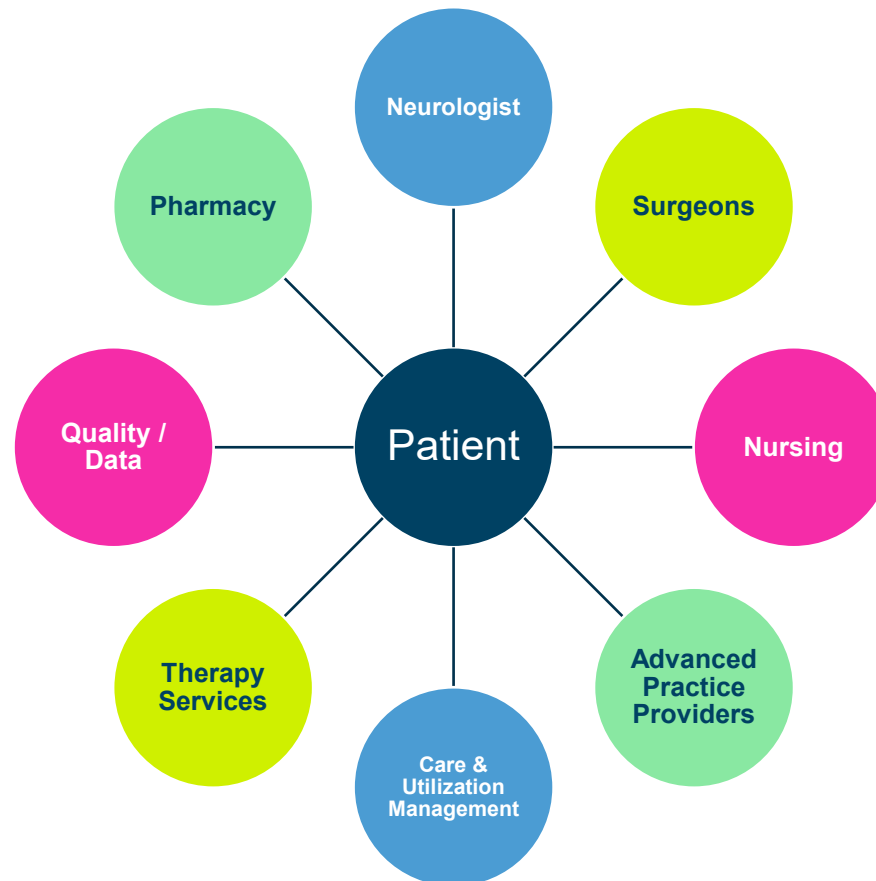 Neurologist
Pharmacy
Surgeons
Quality /
Data
Patient
Nursing
Therapy
Services
Advanced
Practice
Providers
Care &
Utilization
Management